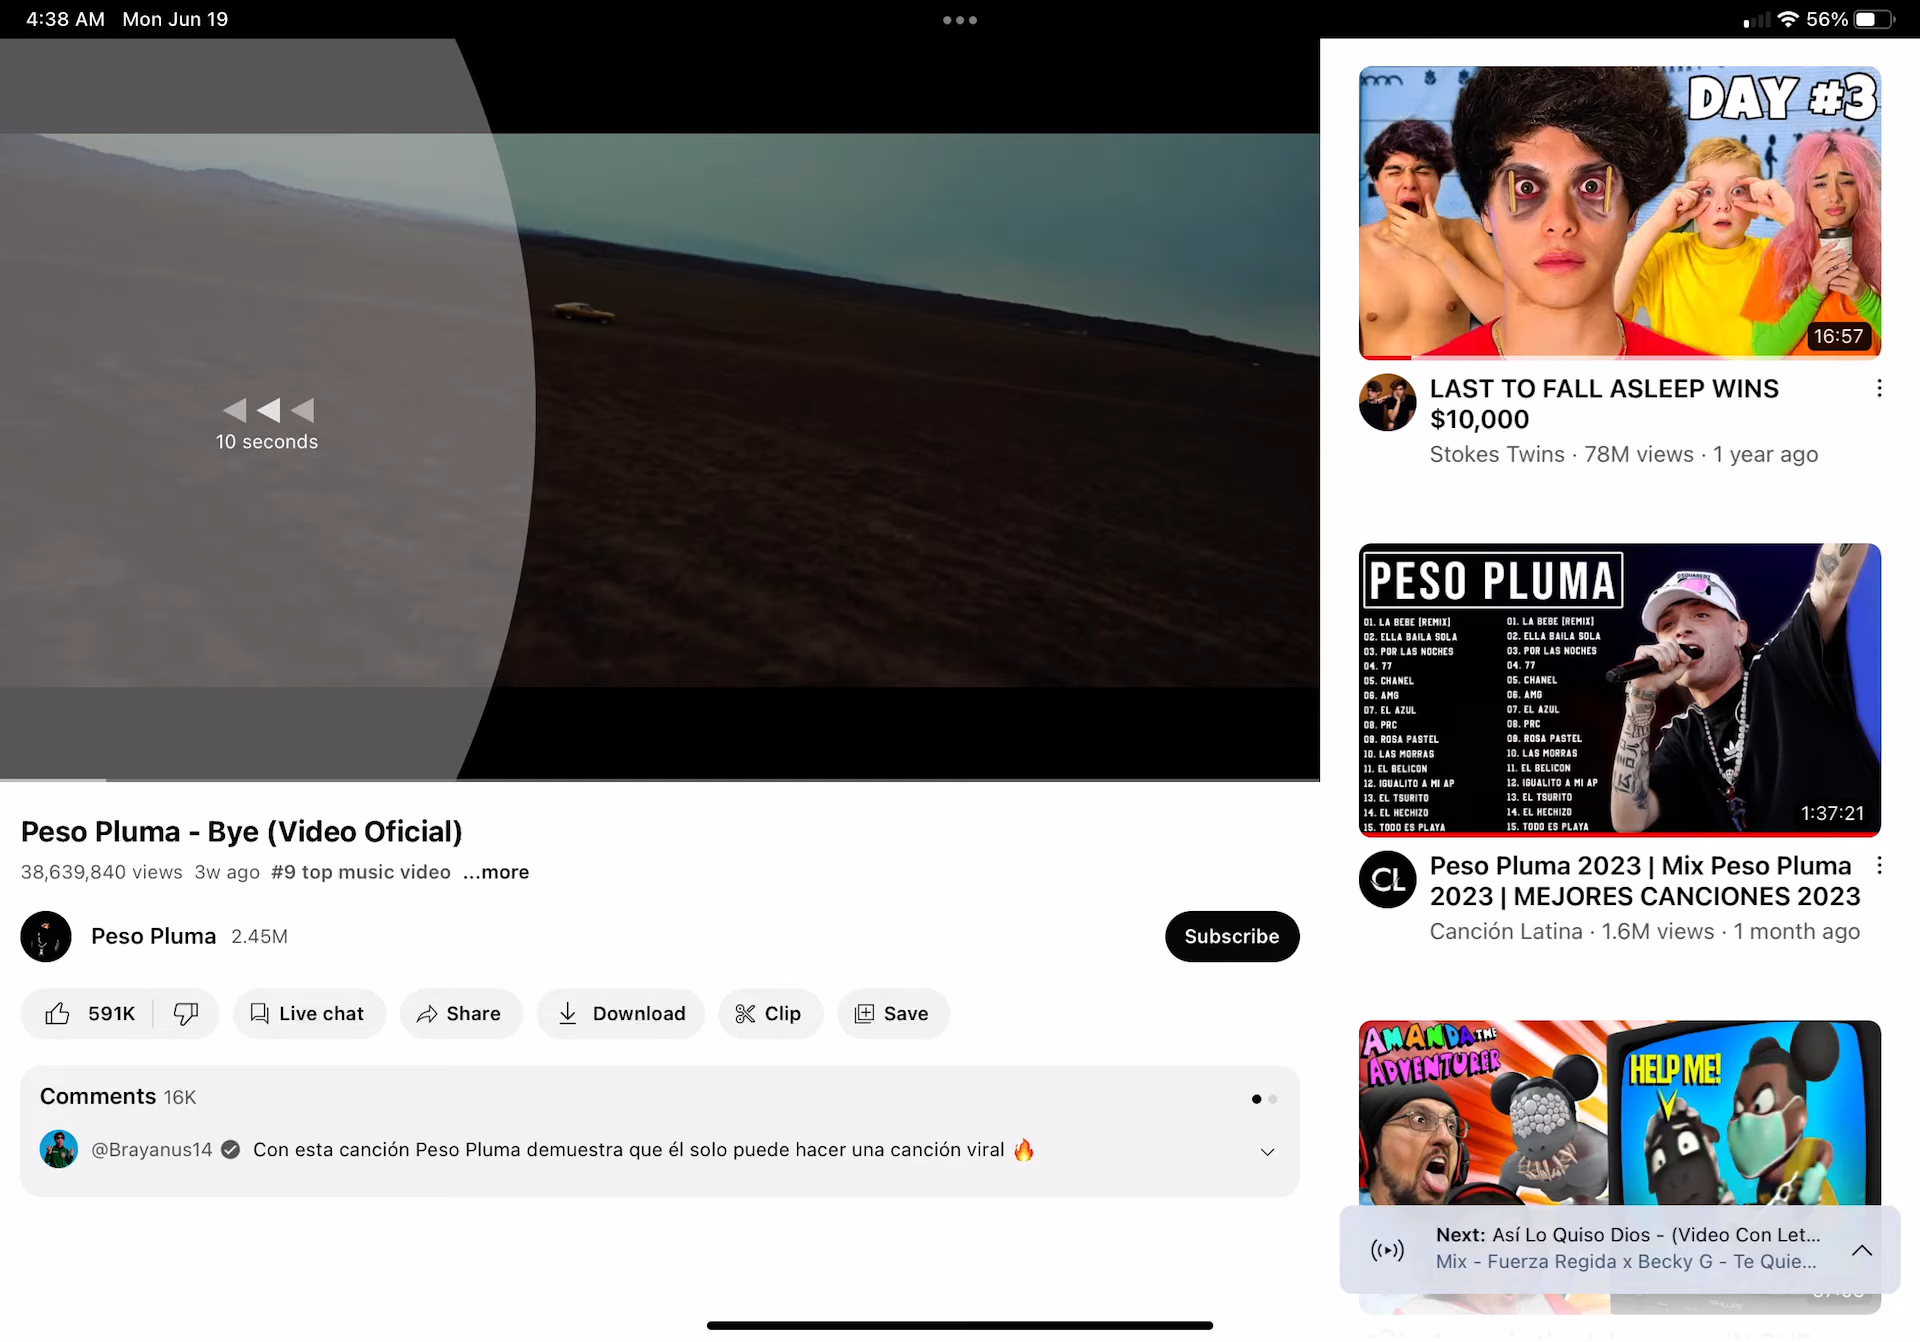 4:38 AM Mon Jun 19
56%
10 seconds
Peso Pluma - Bye (Video Oficial)
38,639,840 views 3w ago #9 top music video ...more
Peso Pluma 2.45M
Subscribe
591K
Live chat
Share
Download
Clip
Save
Comments 16K
@Brayanus14 Con esta canción Peso Pluma demuestra que él solo puede hacer una canción viral 🔥
DAY #3
16:57
LAST TO FALL ASLEEP WINS
$10,000
Stokes Twins · 78M views · 1 year ago
PESO PLUMA
01. LA BEBE [REMIX] 01. LA BEBE [REMIX]
02. ELLA BAILA SOLA 02. ELLA BAILA SOLA
03. POR LAS NOCHES 03. POR LAS NOCHES
04. 77 04. 77
05. CHANEL 05. CHANEL
06. AMG 06. AMG
07. EL AZUL 07. EL AZUL
08. PRC 08. PRC
09. ROSA PASTEL 09. ROSA PASTEL
10. LAS MORRAS 10. LAS MORRAS
11. EL BELICON 11. EL BELICON
12. IGUALITO A MI AP 12. IGUALITO A MI AP
13. EL TSURITO 13. EL TSURITO
14. EL HECHIZO 14. EL HECHIZO
15. TODO ES PLAYA 15. TODO ES PLAYA
1:37:21
CL
Peso Pluma 2023 | Mix Peso Pluma
2023 | MEJORES CANCIONES 2023
Canción Latina · 1.6M views · 1 month ago
AMANDA THE
ADVENTURER
HELP ME!
Next: Así Lo Quiso Dios - (Video Con Let...
Mix - Fuerza Regida x Becky G - Te Quie...